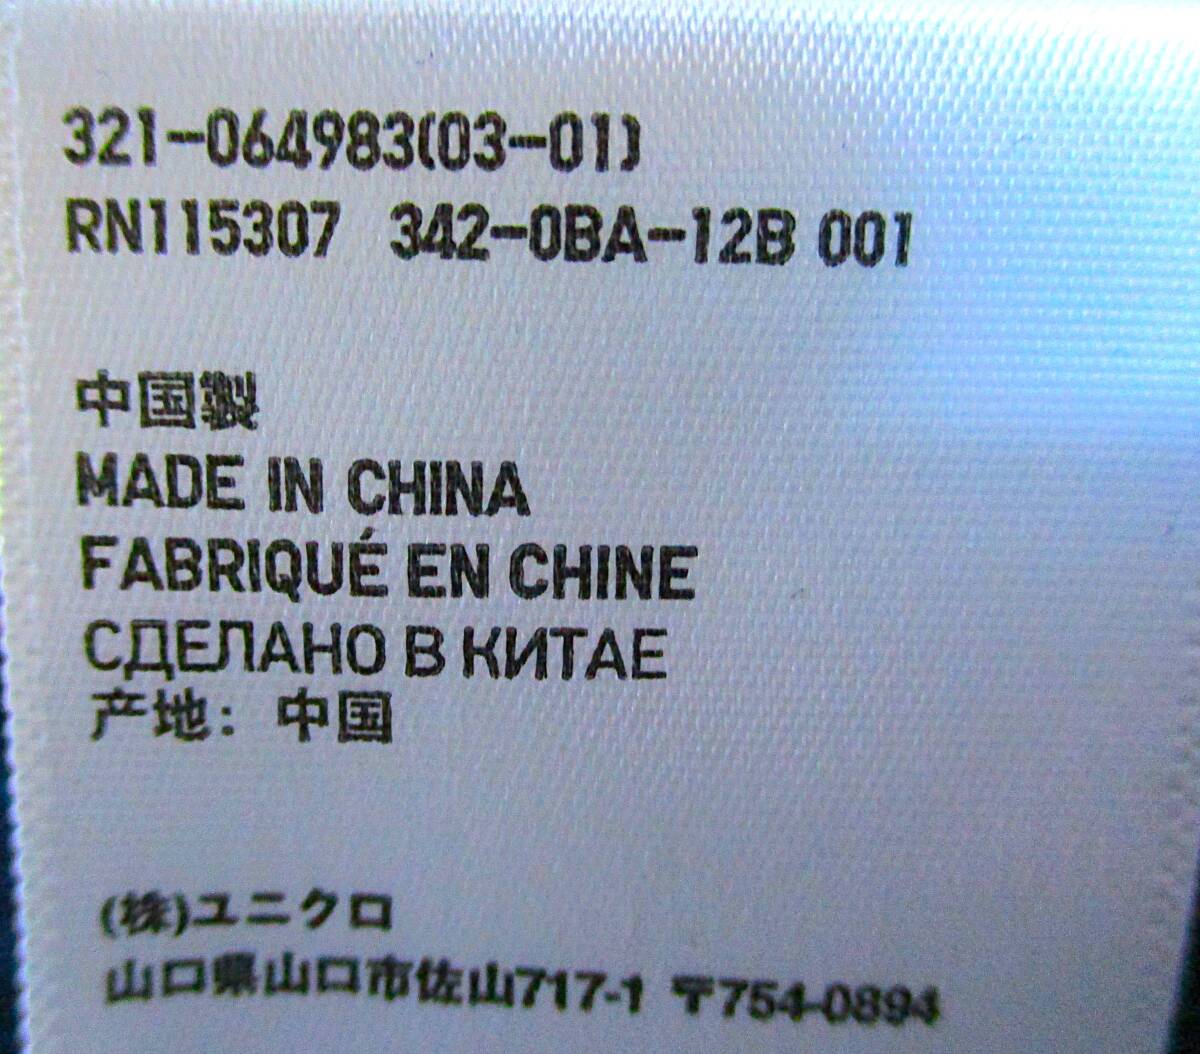 321-064983(03-01)
RN115307 342-0BA-12B 001
中国製
MADE IN CHINA
FABRIQUÉ EN CHINE
СДЕЛАНО В КИТАЕ
产地：中国
(株)ユニクロ
山口県山口市佐山717-1 〒754-0894